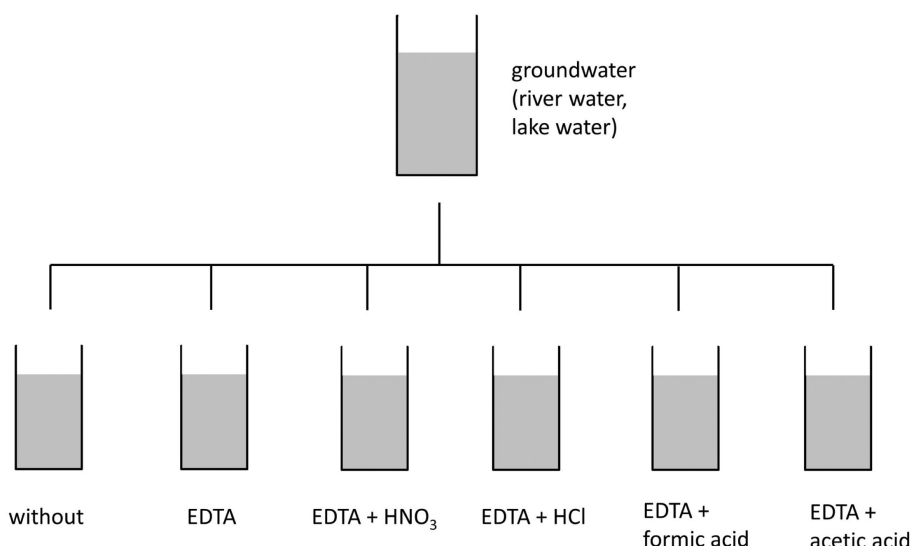 groundwater
(river water,
lake water)
without
EDTA
EDTA + HNO₃
EDTA + HCl
EDTA +
formic acid
EDTA +
acetic acid